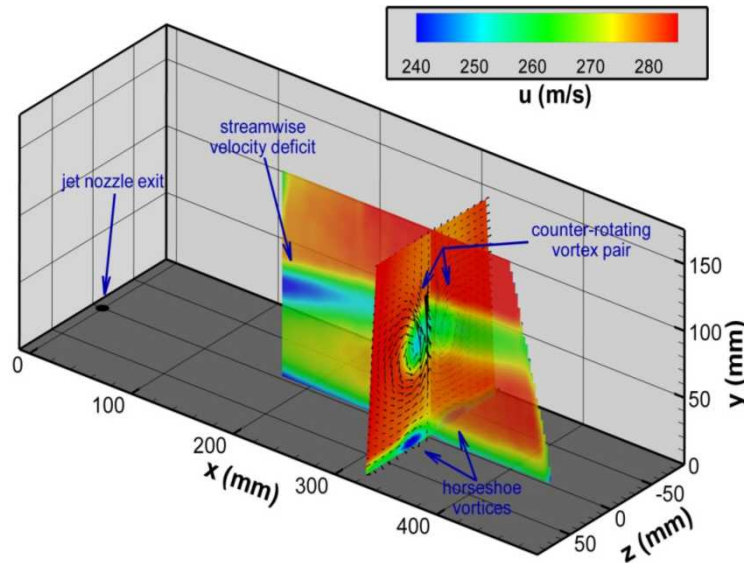 240 250 260 270 280
u (m/s)
streamwise
velocity deficit
jet nozzle exit
counter-rotating
vortex pair
150
100
50
0
y (mm)
0
100
200
300
400
x (mm)
horseshoe
vortices
-50
0
50
z (mm)